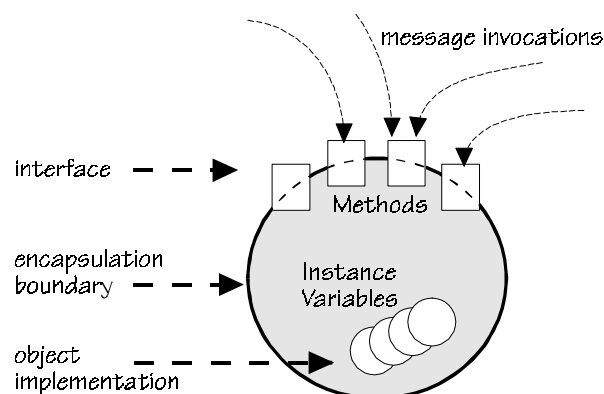 message invocations
interface
Methods
encapsulation
boundary
Instance
Variables
object
implementation